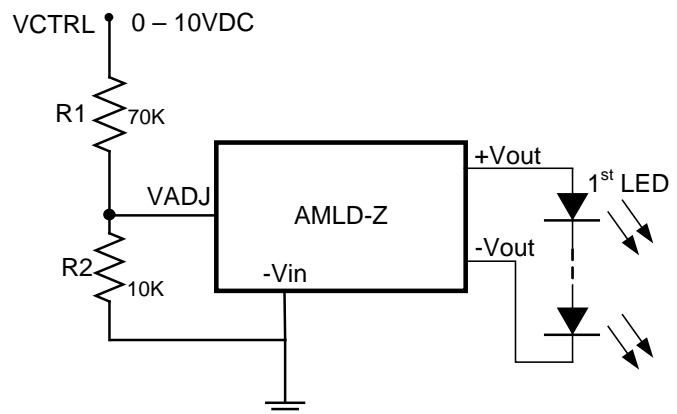 VCTRL 0 – 10VDC
R1 70K
VADJ
AMLD-Z
+Vout
1st LED
-Vout
R2 10K
-Vin